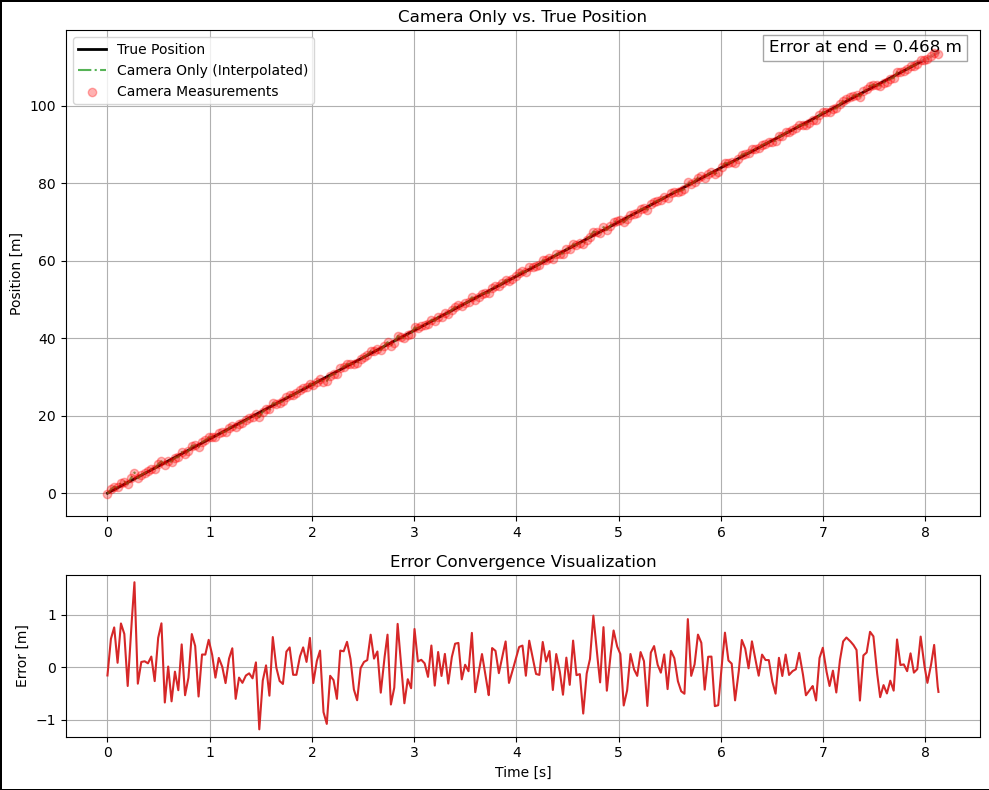 Camera Only vs. True Position
True Position
Camera Only (Interpolated)
Camera Measurements
Error at end = 0.468 m
Position [m]
100
80
60
40
20
0
0 1 2 3 4 5 6 7 8
Error Convergence Visualization
Error [m]
1
0
−1
0 1 2 3 4 5 6 7 8
Time [s]